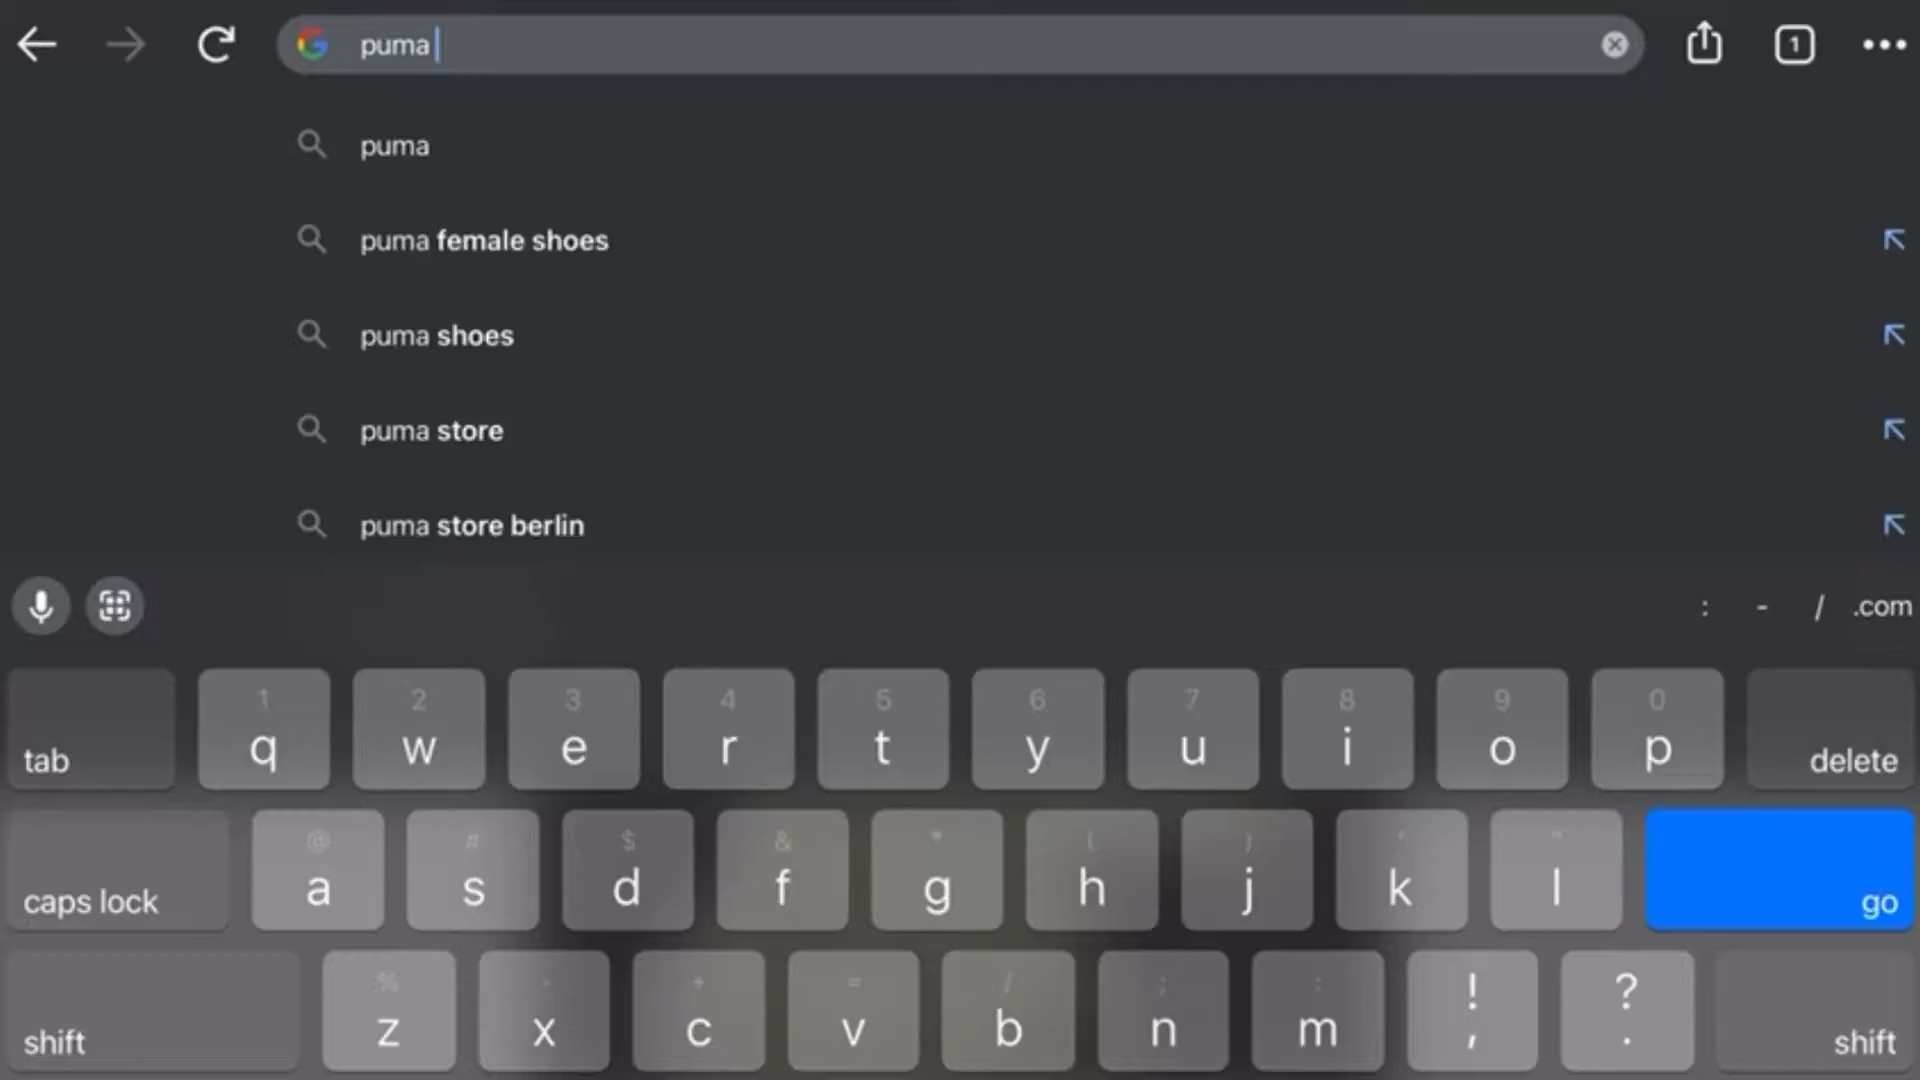 puma
1
puma
puma female shoes
puma shoes
puma store
puma store berlin
: - / .com
1 2 3 4 5 6 7 8 9 0
tab q w e r t y u i o p delete
@ # $ & * ( ) ' "
caps lock a s d f g h j k l go
% - + = / ; : ! ?
shift z x c v b n m , . shift